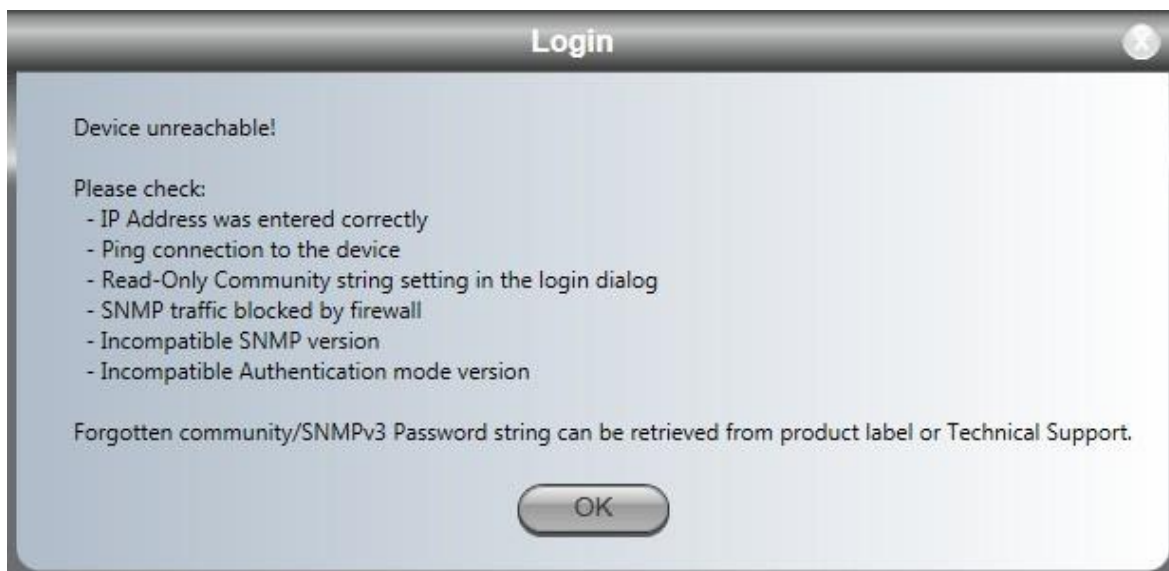 Login
Device unreachable!
Please check:
- IP Address was entered correctly
- Ping connection to the device
- Read-Only Community string setting in the login dialog
- SNMP traffic blocked by firewall
- Incompatible SNMP version
- Incompatible Authentication mode version
Forgotten community/SNMPv3 Password string can be retrieved from product label or Technical Support.
OK